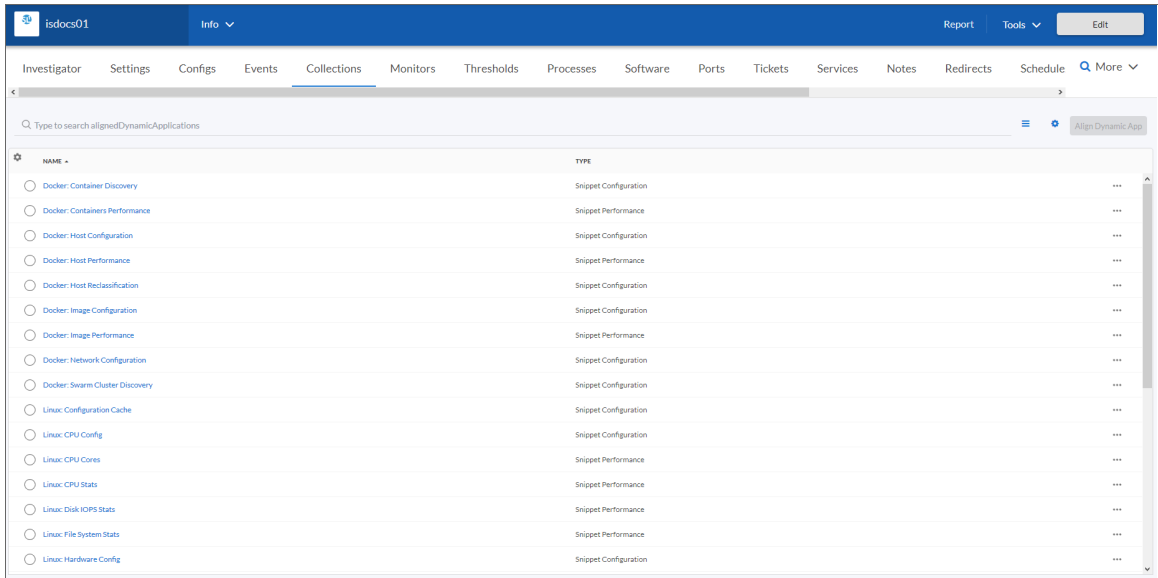 isdocs01 Info Report Tools Edit
Investigator Settings Configs Events Collections Monitors Thresholds Processes Software Ports Tickets Services Notes Redirects Schedule More
Type to search alignedDynamicApplications Align Dynamic App
NAME TYPE
Docker: Container Discovery Snippet Configuration
Docker: Containers Performance Snippet Performance
Docker: Host Configuration Snippet Configuration
Docker: Host Performance Snippet Performance
Docker: Host Reclassification Snippet Configuration
Docker: Image Configuration Snippet Configuration
Docker: Image Performance Snippet Performance
Docker: Network Configuration Snippet Configuration
Docker: Swarm Cluster Discovery Snippet Configuration
Linux: Configuration Cache Snippet Configuration
Linux: CPU Config Snippet Configuration
Linux: CPU Cores Snippet Performance
Linux: CPU Stats Snippet Performance
Linux: Disk IOPS Stats Snippet Performance
Linux: File System Stats Snippet Performance
Linux: Hardware Config Snippet Configuration